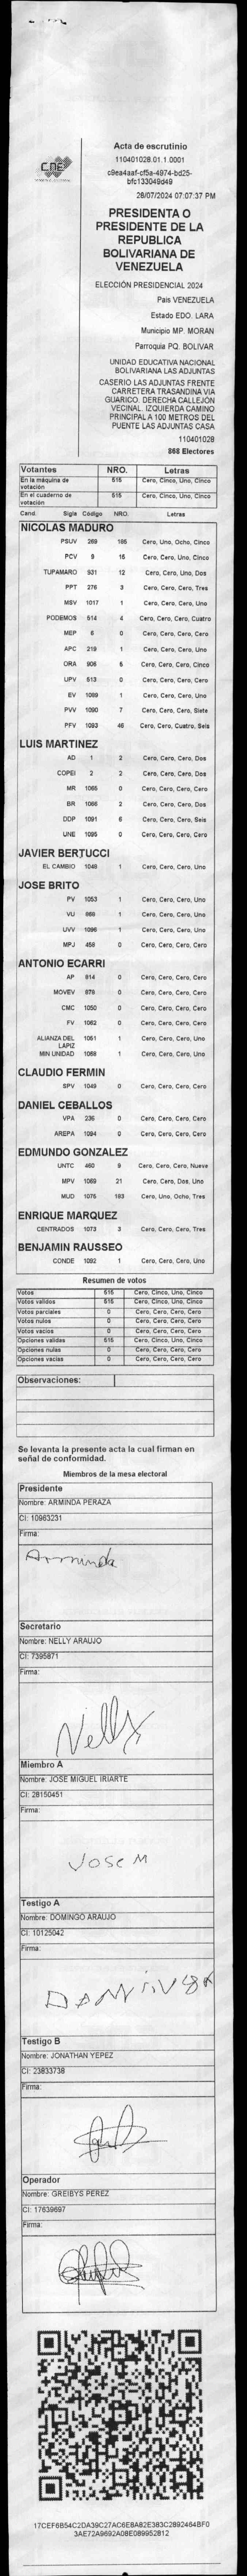 CNE
Acta de escrutinio
110401028.01.1.0001
c9ea4aaf-cf5a-4974-bd25-
bfc133049d49
28/07/2024 07:07:37 PM
PRESIDENTA O
PRESIDENTE DE LA
REPUBLICA
BOLIVARIANA DE
VENEZUELA
ELECCIÓN PRESIDENCIAL 2024
Pais VENEZUELA
Estado EDO. LARA
Municipio MP. MORAN
Parroquia PQ. BOLIVAR
UNIDAD EDUCATIVA NACIONAL
BOLIVARIANA LAS ADJUNTAS
CASERIO LAS ADJUNTAS FRENTE
CARRETERA TRASANDINA VIA
GUARICO. DERECHA CALLEJÓN
VECINAL. IZQUIERDA CAMINO
PRINCIPAL A 100 METROS DEL
PUENTE LAS ADJUNTAS CASA
110401028
868 Electores
Votantes NRO. Letras
En la máquina de votación 515 Cero, Cinco, Uno, Cinco
En el cuaderno de votación 515 Cero, Cinco, Uno, Cinco
Cand. Sigla Código NRO. Letras
NICOLAS MADURO
PSUV 269 185 Cero, Uno, Ocho, Cinco
PCV 9 15 Cero, Cero, Uno, Cinco
TUPAMARO 931 12 Cero, Cero, Uno, Dos
PPT 276 3 Cero, Cero, Cero, Tres
MSV 1017 1 Cero, Cero, Cero, Uno
PODEMOS 514 4 Cero, Cero, Cero, Cuatro
MEP 6 0 Cero, Cero, Cero, Cero
APC 219 1 Cero, Cero, Cero, Uno
ORA 906 5 Cero, Cero, Cero, Cinco
UPV 513 0 Cero, Cero, Cero, Cero
EV 1089 1 Cero, Cero, Cero, Uno
PVV 1090 7 Cero, Cero, Cero, Siete
PFV 1093 46 Cero, Cero, Cuatro, Seis
LUIS MARTINEZ
AD 1 2 Cero, Cero, Cero, Dos
COPEI 2 2 Cero, Cero, Cero, Dos
MR 1065 0 Cero, Cero, Cero, Cero
BR 1066 2 Cero, Cero, Cero, Dos
DDP 1091 6 Cero, Cero, Cero, Seis
UNE 1095 0 Cero, Cero, Cero, Cero
JAVIER BERTUCCI
EL CAMBIO 1049 1 Cero, Cero, Cero, Uno
JOSE BRITO
PV 1053 1 Cero, Cero, Cero, Uno
VU 868 1 Cero, Cero, Cero, Uno
UVV 1096 1 Cero, Cero, Cero, Uno
MPJ 458 0 Cero, Cero, Cero, Cero
ANTONIO ECARRI
AP 814 0 Cero, Cero, Cero, Cero
MOVEV 878 0 Cero, Cero, Cero, Cero
CMC 1050 0 Cero, Cero, Cero, Cero
FV 1062 0 Cero, Cero, Cero, Cero
ALIANZA DEL LAPIZ 1061 1 Cero, Cero, Cero, Uno
MIN UNIDAD 1068 1 Cero, Cero, Cero, Uno
CLAUDIO FERMIN
SPV 1049 0 Cero, Cero, Cero, Cero
DANIEL CEBALLOS
VPA 236 0 Cero, Cero, Cero, Cero
AREPA 1094 0 Cero, Cero, Cero, Cero
EDMUNDO GONZALEZ
UNTC 460 9 Cero, Cero, Cero, Nueve
MPV 1069 21 Cero, Cero, Dos, Uno
MUD 1075 183 Cero, Uno, Ocho, Tres
ENRIQUE MARQUEZ
CENTRADOS 1073 3 Cero, Cero, Cero, Tres
BENJAMIN RAUSSEO
CONDE 1092 1 Cero, Cero, Cero, Uno
Resumen de votos
Votos 515 Cero, Cinco, Uno, Cinco
Votos validos 515 Cero, Cinco, Uno, Cinco
Votos parciales 0 Cero, Cero, Cero, Cero
Votos nulos 0 Cero, Cero, Cero, Cero
Votos vacios 0 Cero, Cero, Cero, Cero
Opciones validas 515 Cero, Cinco, Uno, Cinco
Opciones nulas 0 Cero, Cero, Cero, Cero
Opciones vacias 0 Cero, Cero, Cero, Cero
Observaciones:
Se levanta la presente acta la cual firman en
señal de conformidad.
Miembros de la mesa electoral
Presidente
Nombre: ARMINDA PERAZA
CI: 10963231
Firma:
Arminda
Secretario
Nombre: NELLY ARAUJO
CI: 7395871
Firma:
Nelly
Miembro A
Nombre: JOSE MIGUEL IRIARTE
CI: 28150451
Firma:
Jose M
Testigo A
Nombre: DOMINGO ARAUJO
CI: 10125042
Firma:
Testigo B
Nombre: JONATHAN YEPEZ
CI: 23833738
Firma:
Operador
Nombre: GREIBYS PEREZ
CI: 17639697
Firma:
17CEF6B54C2DA39C27AC6E8A82E383C2892464BF0
3AE72A9692A08E089952812